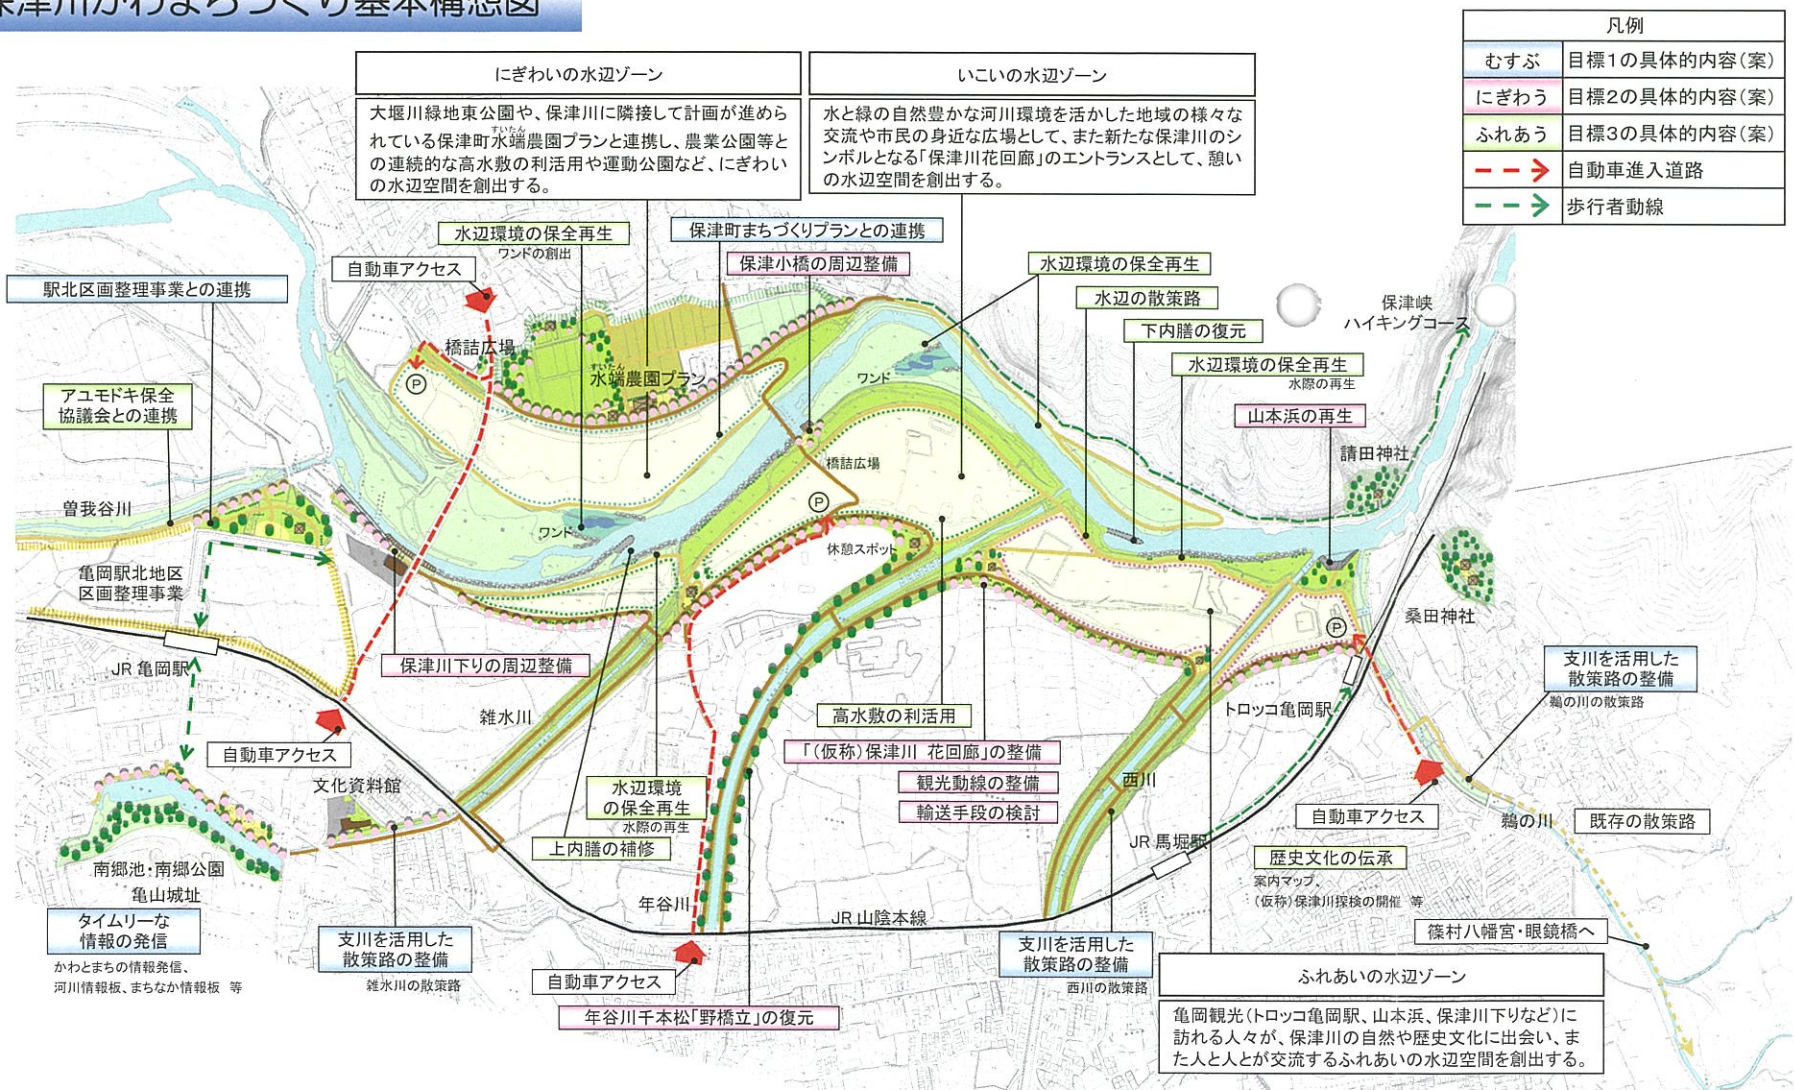 保津川かわまちづくり基本構想図
凡例
むすぶ 目標1の具体的内容(案)
にぎわう 目標2の具体的内容(案)
ふれあう 目標3の具体的内容(案)
自動車進入道路
歩行者動線
にぎわいの水辺ゾーン
大堰川緑地東公園や、保津川に隣接して計画が進めら
れている保津町水端農園プランと連携し、農業公園等と
すいたん
の連続的な高水敷の利活用や運動公園など、にぎわい
の水辺空間を創出する。
いこいの水辺ゾーン
水と緑の自然豊かな河川環境を活かした地域の様々な
交流や市民の身近な広場として、また新たな保津川のシ
ンボルとなる「保津川花回廊」のエントランスとして、憩い
の水辺空間を創出する。
水辺環境の保全再生
ワンドの創出
保津町まちづくりプランとの連携
保津小橋の周辺整備
自動車アクセス
駅北区画整理事業との連携
水辺環境の保全再生
水辺の散策路
下内膳の復元
水辺環境の保全再生
水際の再生
山本浜の再生
保津峡
ハイキングコース
橋詰広場
P
すいたん
水端農園プラン
ワンド
アユモドキ保全
協議会との連携
橋詰広場
P
請田神社
曽我谷川
ワンド
休憩スポット
亀岡駅北地区
区画整理事業
桑田神社
P
JR 亀岡駅
保津川下りの周辺整備
支川を活用した
散策路の整備
鵜の川の散策路
雑水川
高水敷の利活用
トロッコ亀岡駅
自動車アクセス
「(仮称)保津川 花回廊」の整備
観光動線の整備
輸送手段の検討
西川
文化資料館
水辺環境
の保全再生
水際の再生
上内膳の補修
自動車アクセス
鵜の川
既存の散策路
JR 馬堀駅
歴史文化の伝承
案内マップ、
(仮称)保津川探検の開催 等
南郷池・南郷公園
亀山城址
タイムリーな
情報の発信
かわとまちの情報発信、
河川情報板、まちなか情報板 等
年谷川
JR 山陰本線
支川を活用した
散策路の整備
雑水川の散策路
自動車アクセス
年谷川千本松「野橋立」の復元
支川を活用した
散策路の整備
西川の散策路
篠村八幡宮・眼鏡橋へ
ふれあいの水辺ゾーン
亀岡観光(トロッコ亀岡駅、山本浜、保津川下りなど)に
訪れる人々が、保津川の自然や歴史文化に出会い、ま
た人と人とが交流するふれあいの水辺空間を創出する。